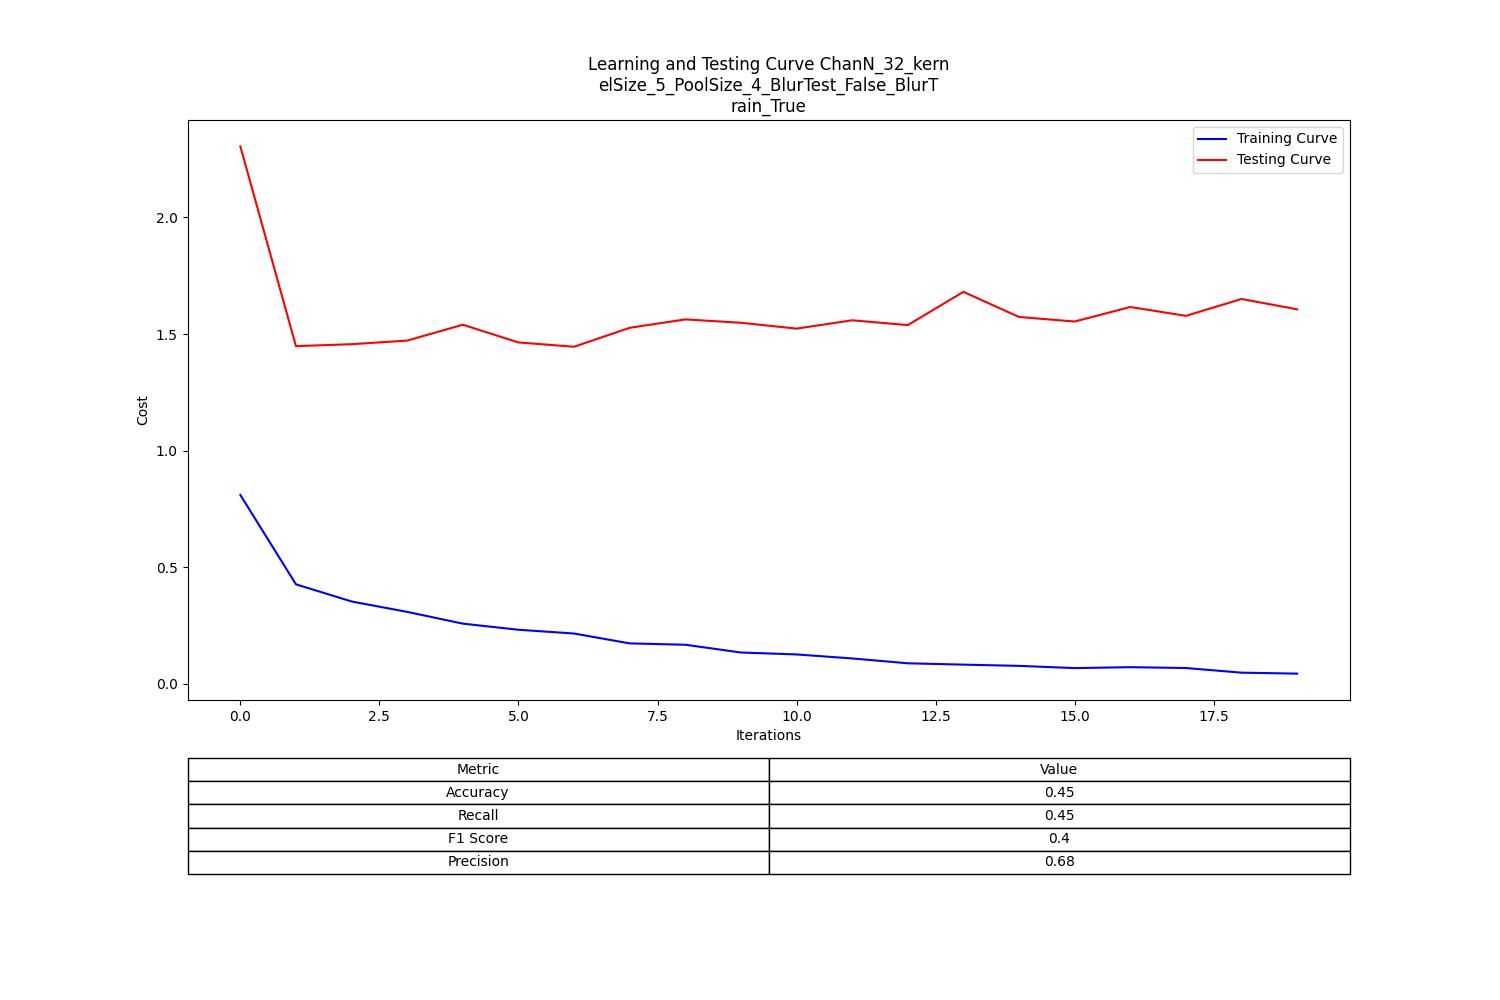 Learning and Testing Curve ChanN_32_kern
elSize_5_PoolSize_4_BlurTest_False_BlurT
rain_True
Training Curve
Testing Curve
2.0
1.5
1.0
0.5
0.0
Cost
0.0 2.5 5.0 7.5 10.0 12.5 15.0 17.5
Iterations
Metric Value
Accuracy 0.45
Recall 0.45
F1 Score 0.4
Precision 0.68